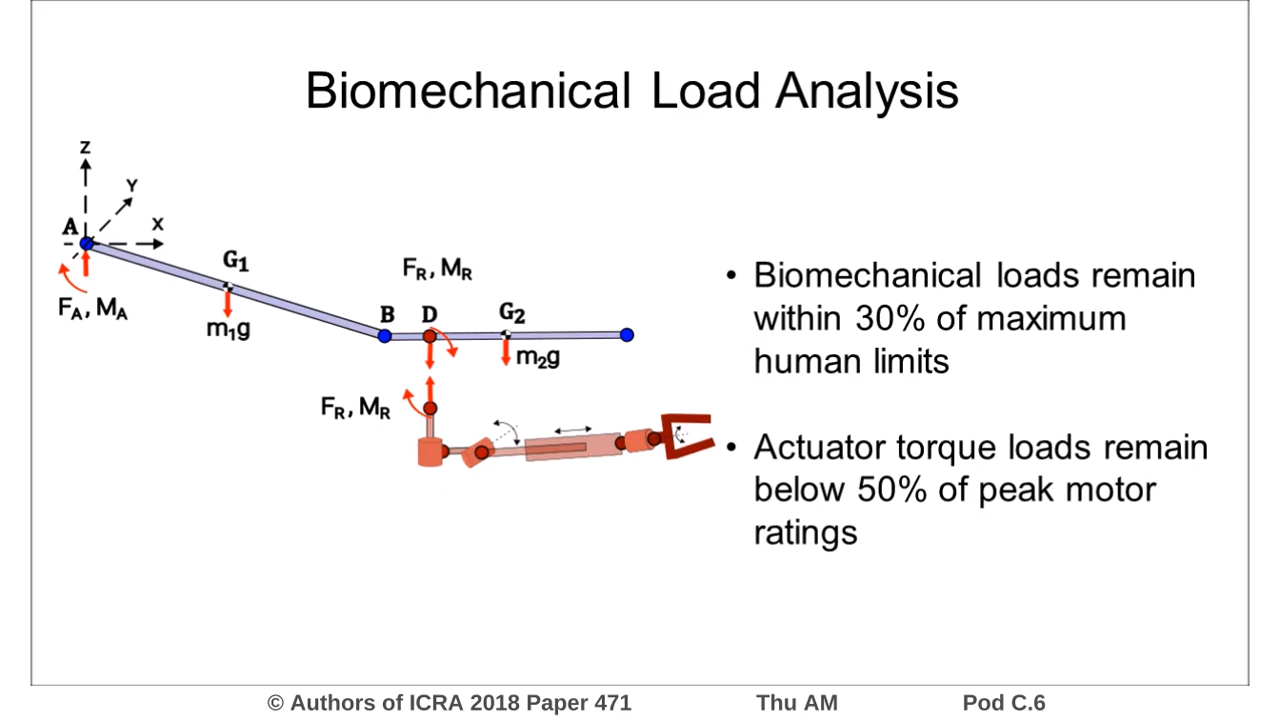 Biomechanical Load Analysis
Z
Y
X
A
G1
FA, MA
m1g
FR, MR
B
D
G2
m2g
FR, MR
• Biomechanical loads remain
within 30% of maximum
human limits
• Actuator torque loads remain
below 50% of peak motor
ratings
© Authors of ICRA 2018 Paper 471 Thu AM Pod C.6